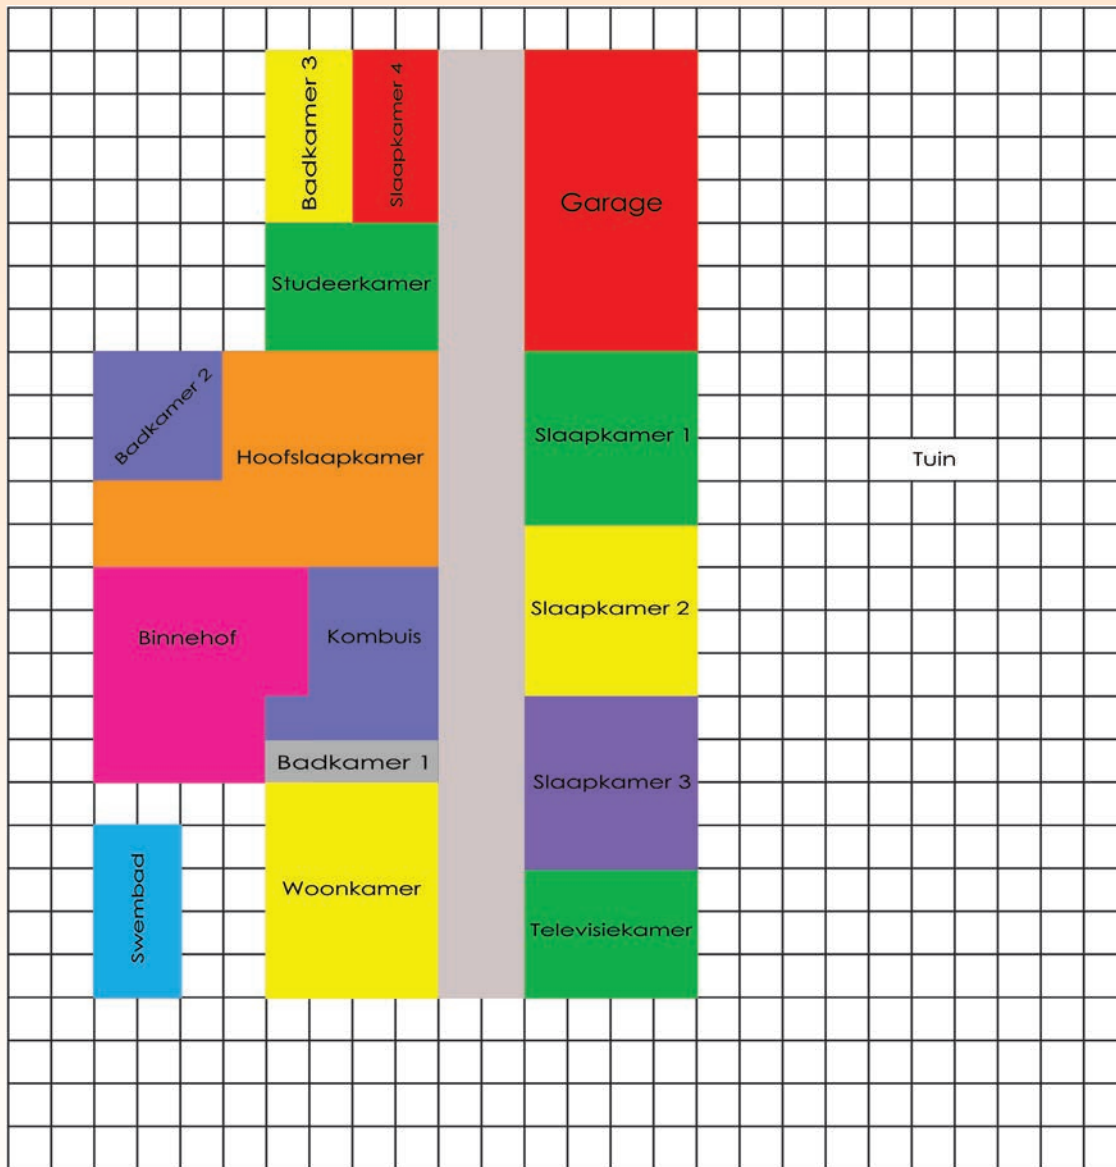 Badkamer 3
Slaapkamer 4
Garage
Studeerkamer
Badkamer 2
Hoofslaapkamer
Slaapkamer 1
Tuin
Binnehof
Kombuis
Slaapkamer 2
Badkamer 1
Slaapkamer 3
Swembad
Woonkamer
Televisiekamer